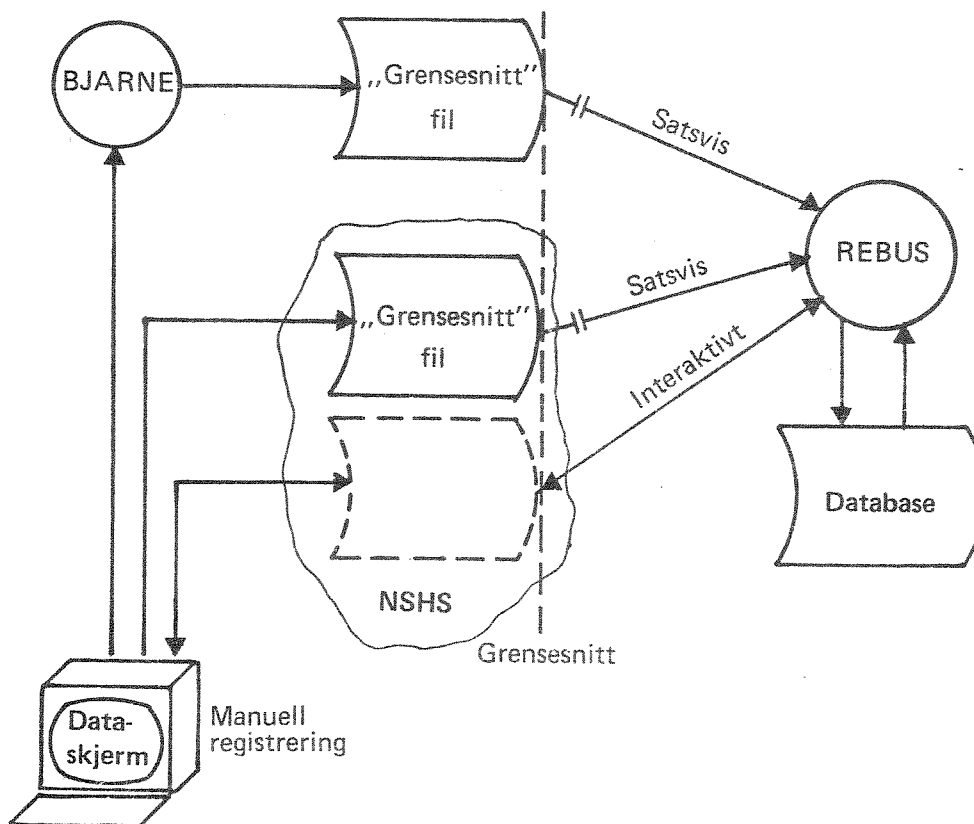 BJARNE
„Grensesnitt”
fil
Satsvis
REBUS
„Grensesnitt”
fil
Satsvis
Interaktivt
Database
NSHS
Grensesnitt
Data-
skjerm
Manuell
registrering